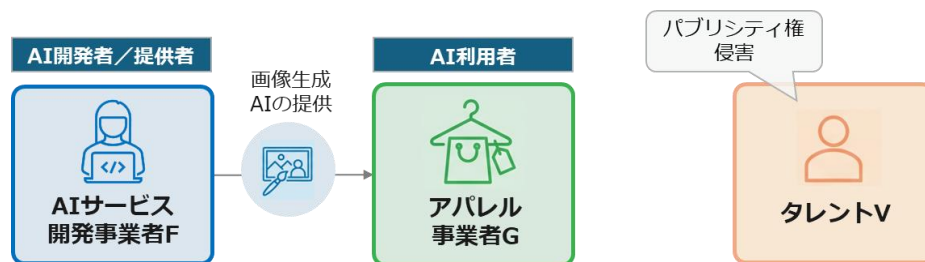 AI開発者／提供者
画像生成
AIの提供
AI利用者
パブリシティ権
侵害
</>
AIサービス
開発事業者F
アパレル
事業者G
タレントV